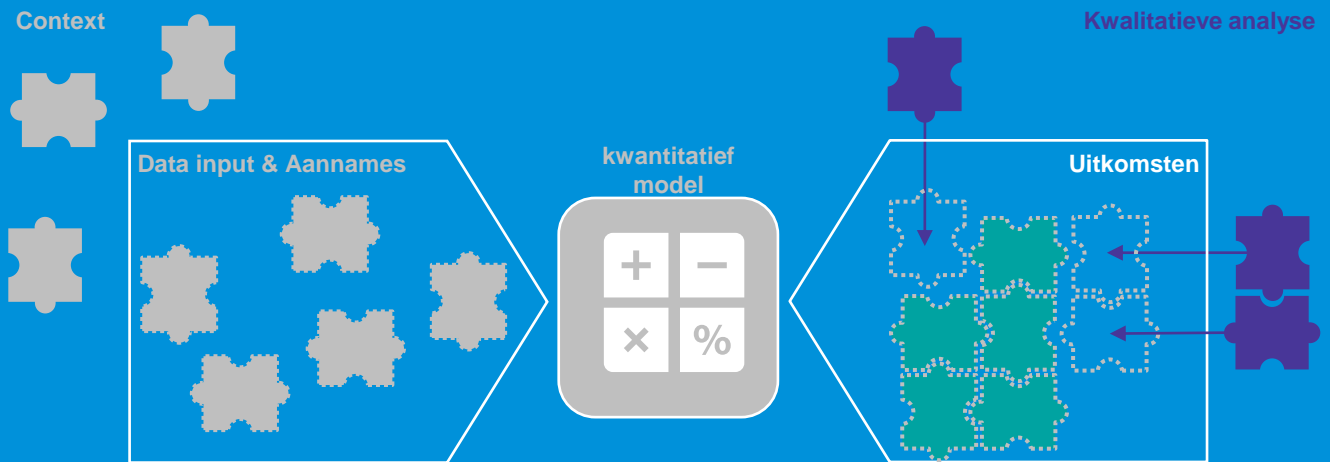 Context
Kwalitatieve analyse
Data input & Aannames
kwantitatief
model
Uitkomsten
+ −
× %